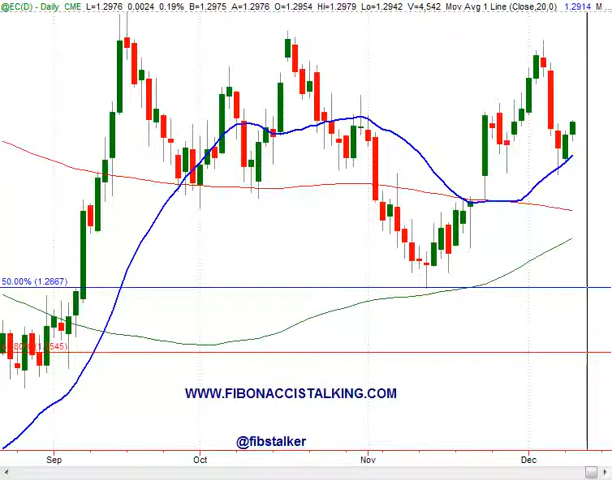 @EC(D) - Daily CME L=1.2976 0.0024 0.19% B=1.2975 A=1.2976 O=1.2954 Hi=1.2979 Lo=1.2942 V=4,542 Mov Avg 1 Line (Close,20,0) 1.2914 M
50.00% (1.2667)
WWW.FIBONACCISTALKING.COM
@fibstalker
Sep Oct Nov Dec